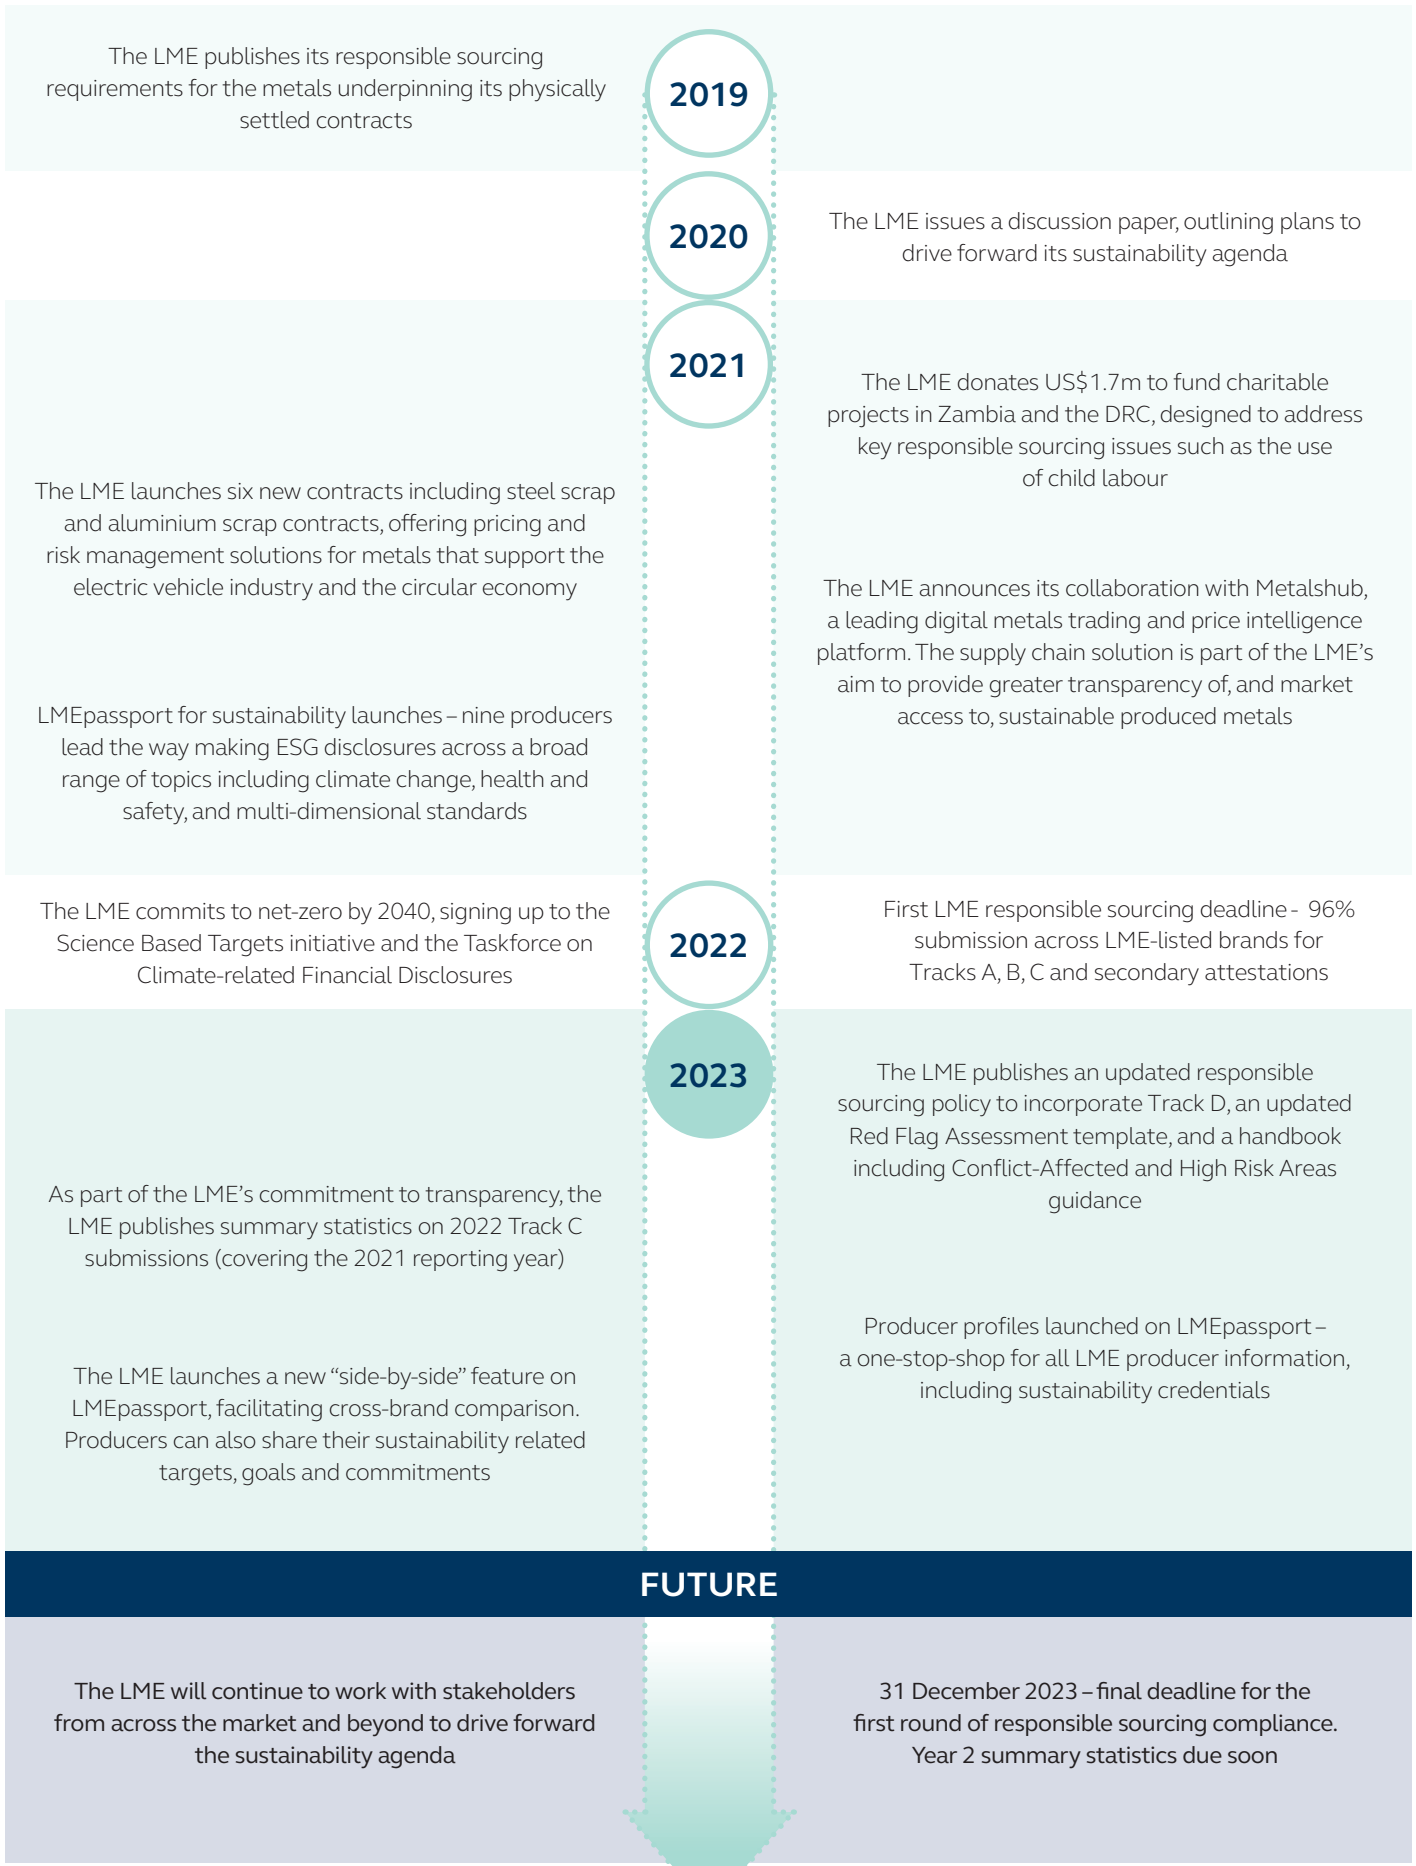 The LME publishes its responsible sourcing
requirements for the metals underpinning its physically
settled contracts
2019
2020
The LME issues a discussion paper, outlining plans to
drive forward its sustainability agenda
2021
The LME donates US$1.7m to fund charitable
projects in Zambia and the DRC, designed to address
key responsible sourcing issues such as the use
of child labour
The LME launches six new contracts including steel scrap
and aluminium scrap contracts, offering pricing and
risk management solutions for metals that support the
electric vehicle industry and the circular economy
The LME announces its collaboration with Metalshub,
a leading digital metals trading and price intelligence
platform. The supply chain solution is part of the LME’s
aim to provide greater transparency of, and market
access to, sustainable produced metals
LMEpassport for sustainability launches – nine producers
lead the way making ESG disclosures across a broad
range of topics including climate change, health and
safety, and multi-dimensional standards
The LME commits to net-zero by 2040, signing up to the
Science Based Targets initiative and the Taskforce on
Climate-related Financial Disclosures
2022
First LME responsible sourcing deadline - 96%
submission across LME-listed brands for
Tracks A, B, C and secondary attestations
2023
The LME publishes an updated responsible
sourcing policy to incorporate Track D, an updated
Red Flag Assessment template, and a handbook
including Conflict-Affected and High Risk Areas
guidance
As part of the LME’s commitment to transparency, the
LME publishes summary statistics on 2022 Track C
submissions (covering the 2021 reporting year)
Producer profiles launched on LMEpassport –
a one-stop-shop for all LME producer information,
including sustainability credentials
The LME launches a new “side-by-side” feature on
LMEpassport, facilitating cross-brand comparison.
Producers can also share their sustainability related
targets, goals and commitments
FUTURE
The LME will continue to work with stakeholders
from across the market and beyond to drive forward
the sustainability agenda
31 December 2023 – final deadline for the
first round of responsible sourcing compliance.
Year 2 summary statistics due soon